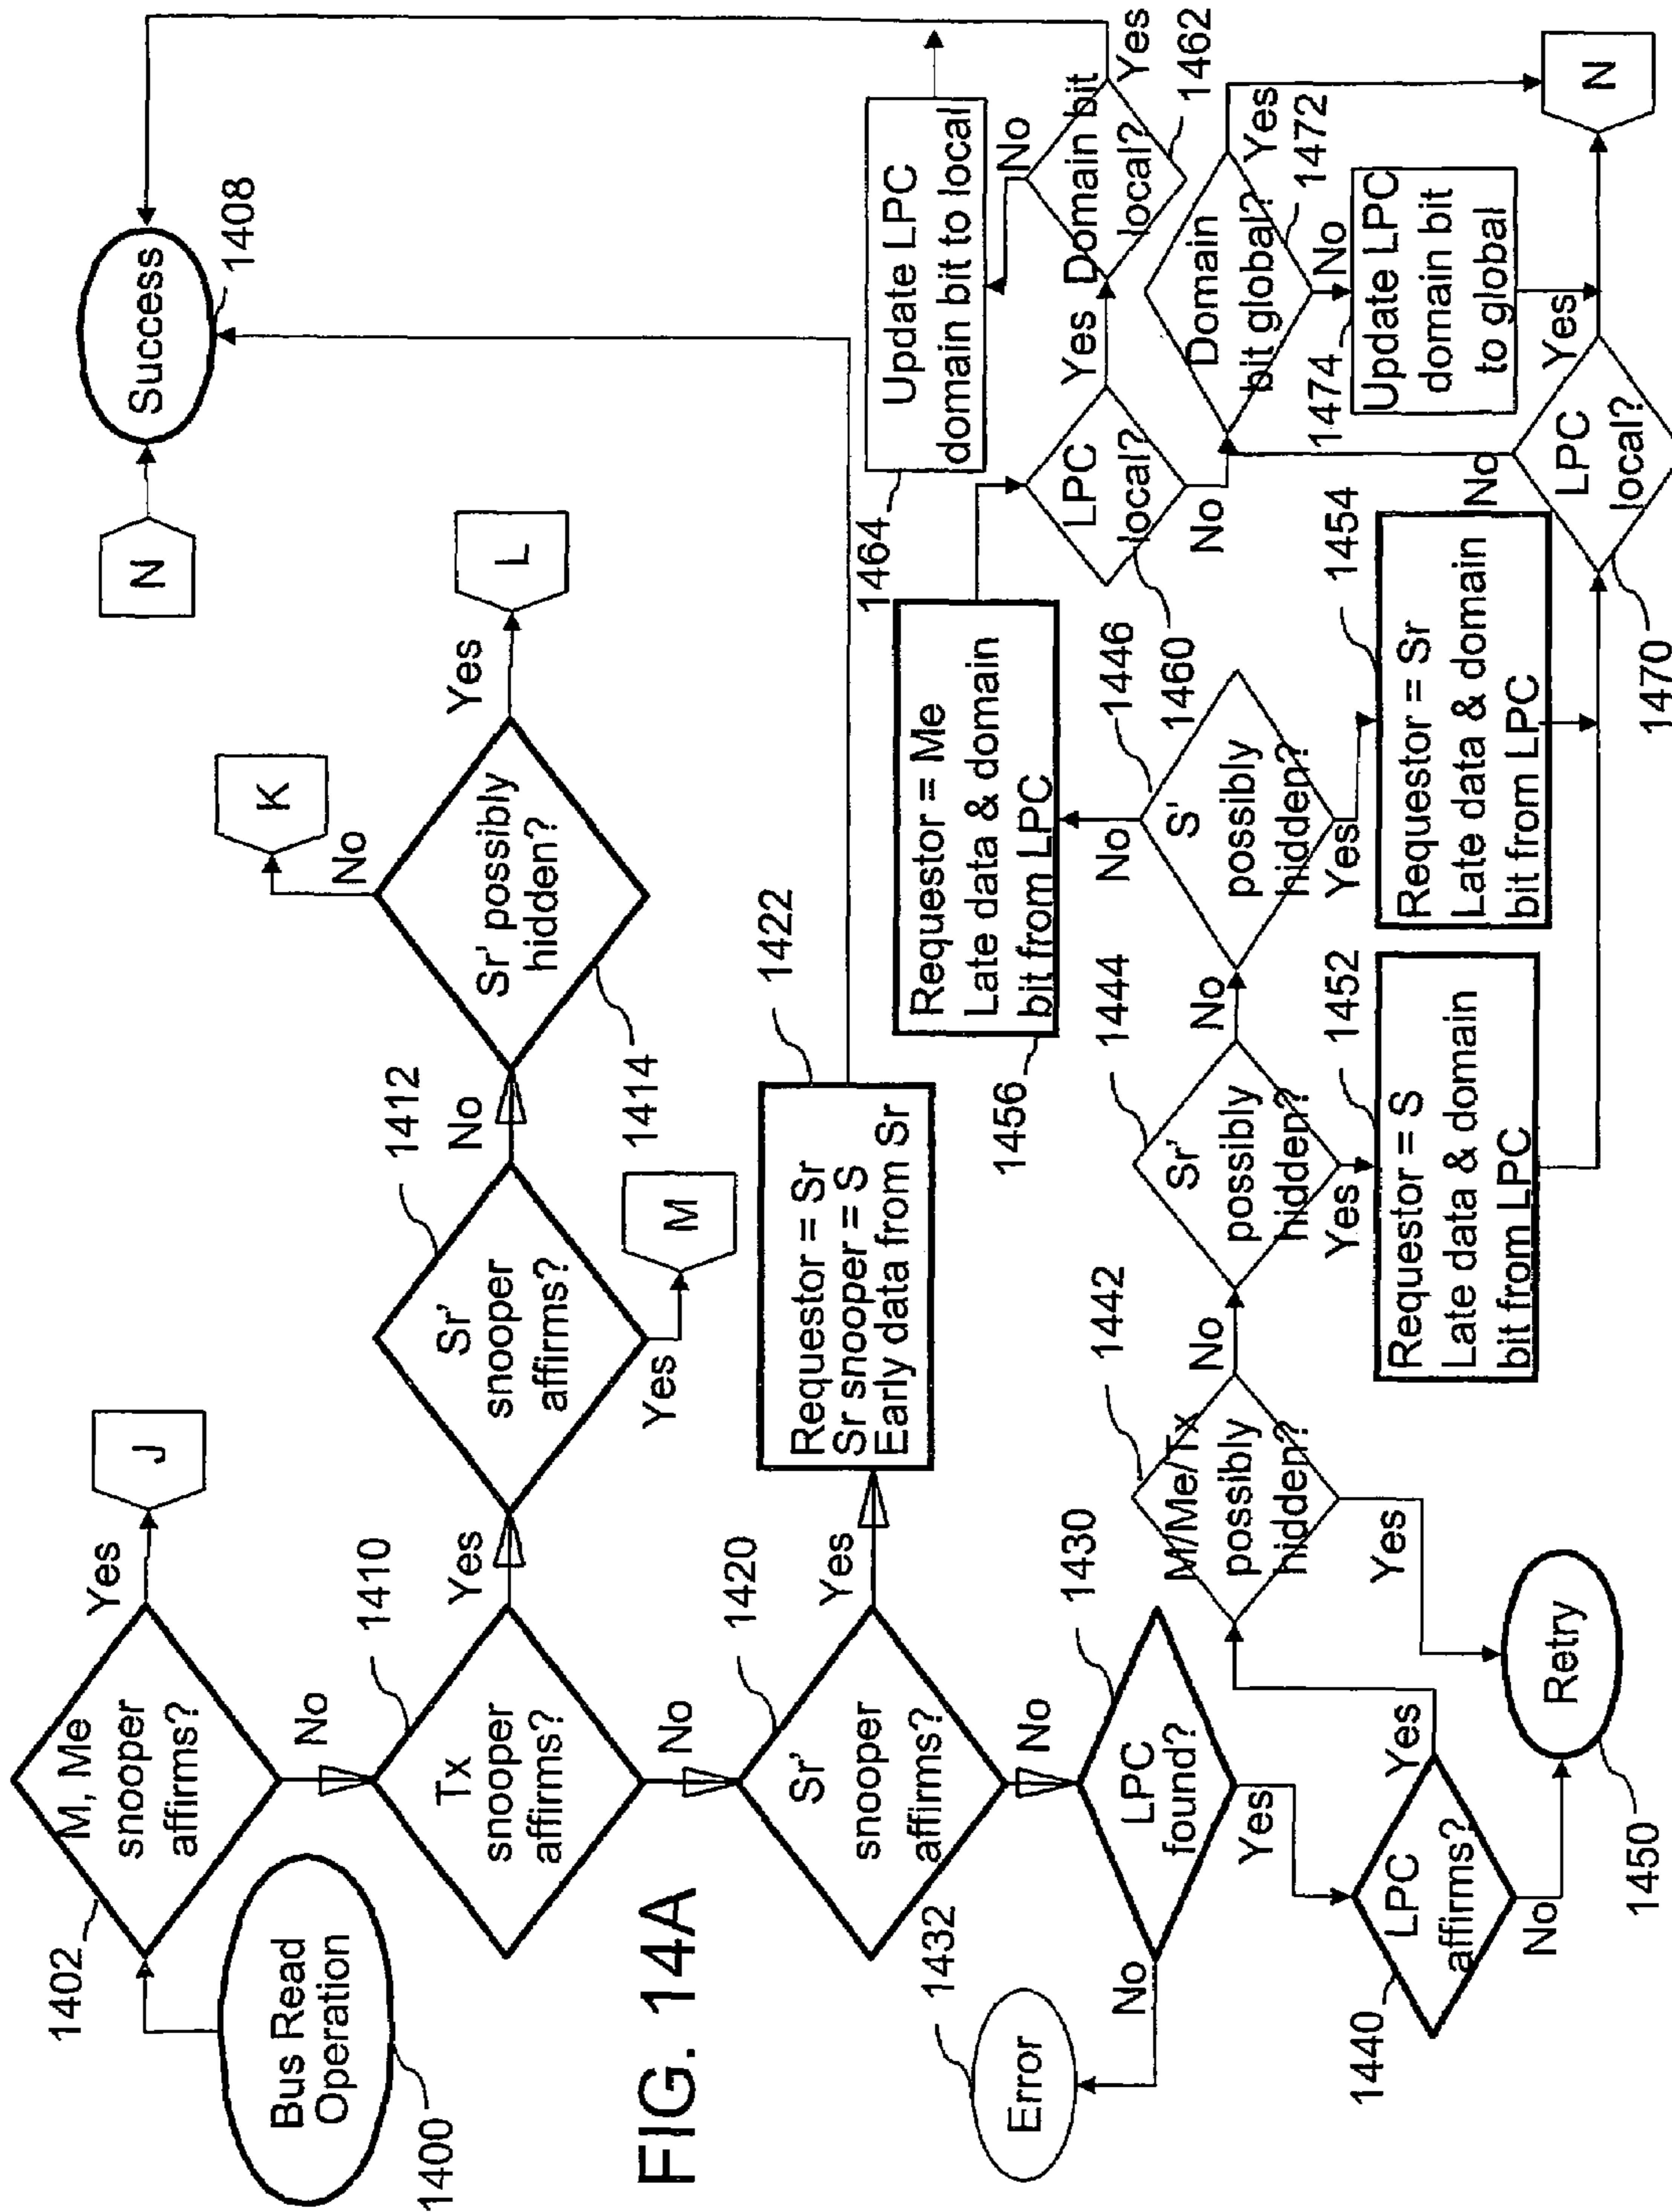 1400
Bus Read
Operation
1402
M, Me
snooper
affirms?
Yes
J
No
1410
Tx
snooper
affirms?
Yes
1412
Sr'
snooper
affirms?
Yes
M
No
1414
Sr' possibly
hidden?
No
K
Yes
L
N
Success
1408
FIG. 14A
No
1420
Sr'
snooper
affirms?
Yes
1422
Requestor = Sr
Sr snooper = S
Early data from Sr
No
1430
LPC
found?
No
1432
Error
Yes
1440
LPC
affirms?
No
1450
Retry
Yes
1442
M/Me/Tx
possibly
hidden?
Yes
No
1444
Sr'
possibly
hidden?
Yes
1452
Requestor = S
Late data & domain
bit from LPC
No
1446
S'
possibly
hidden?
Yes
1454
Requestor = Sr
Late data & domain
bit from LPC
No
1456
Requestor = Me
Late data & domain
bit from LPC
1460
LPC
local?
Yes
No
1462
Domain bit
local?
Yes
No
1464
Update LPC
domain bit to local
1470
LPC
local?
No
Yes
1472
Domain
bit global?
Yes
No
1474
Update LPC
domain bit
to global
N